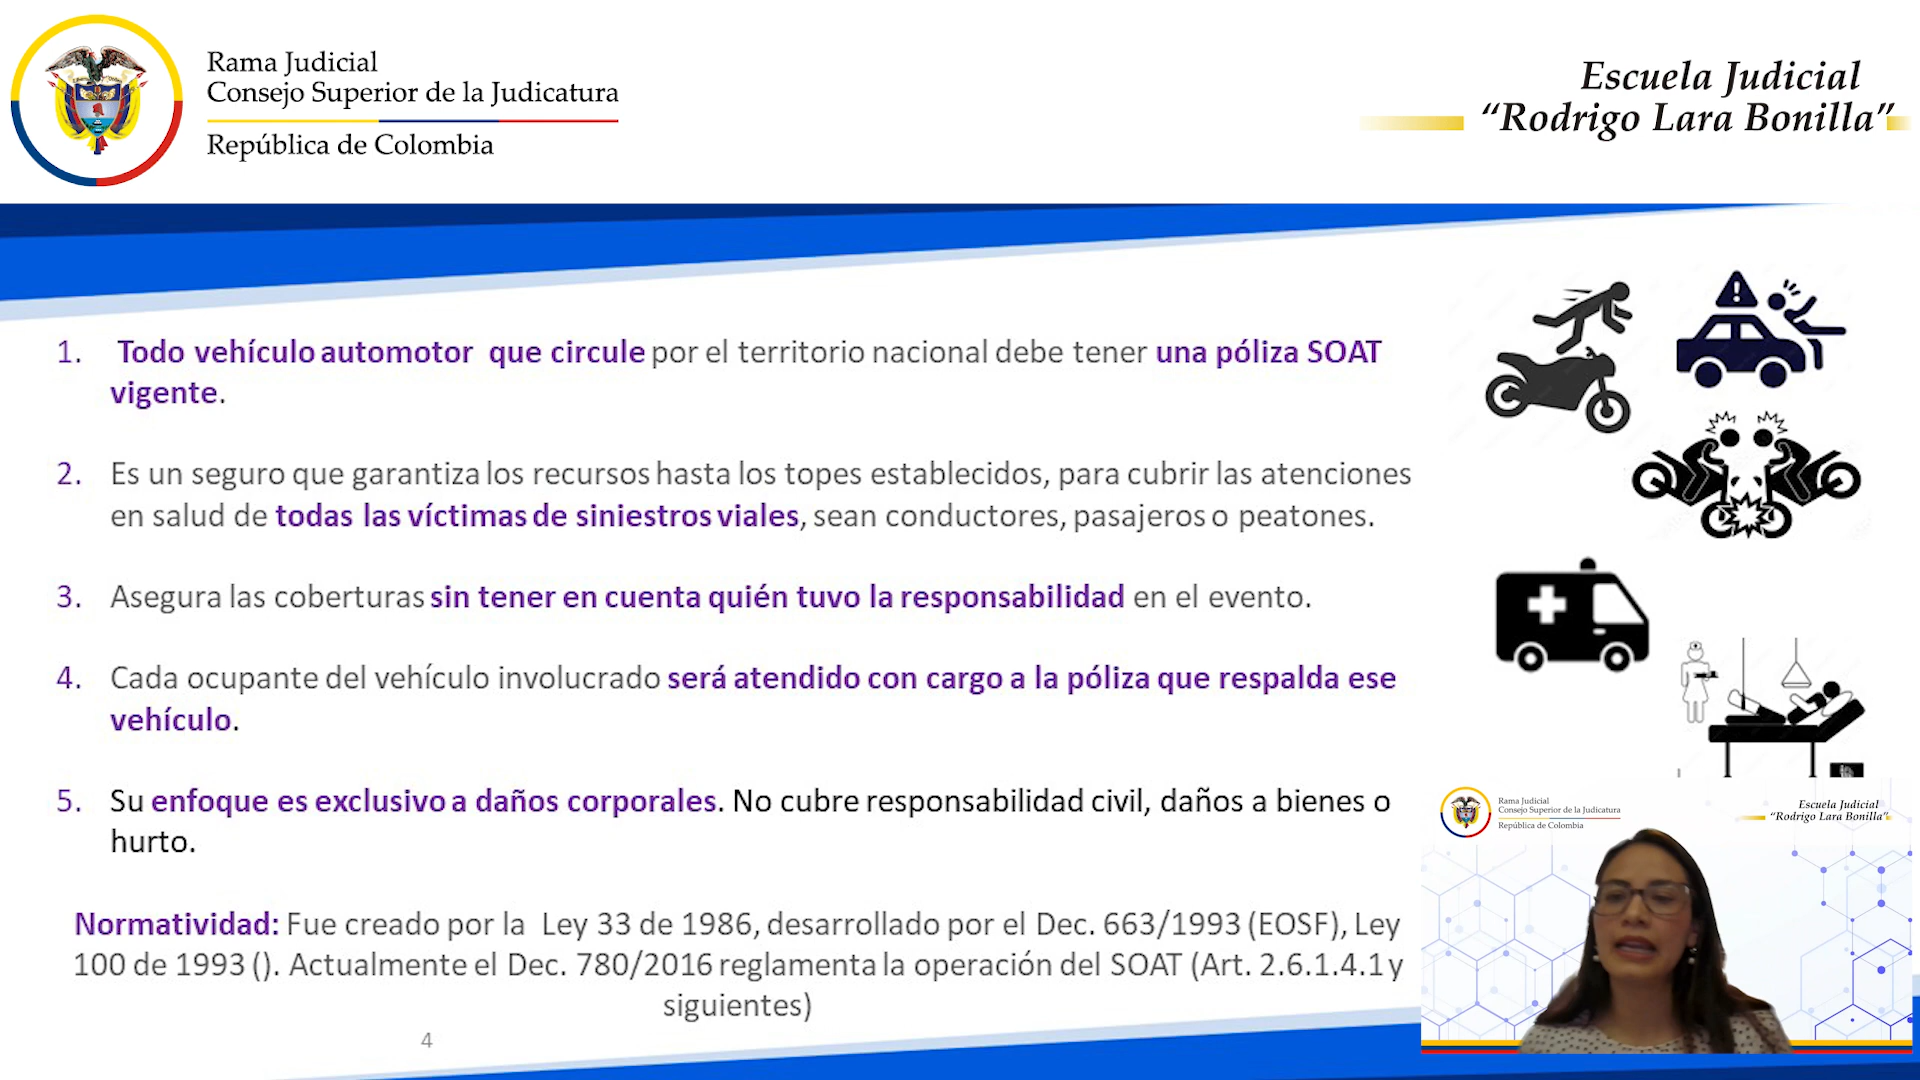 Rama Judicial
Consejo Superior de la Judicatura
República de Colombia
Escuela Judicial
“Rodrigo Lara Bonilla”
1. Todo vehículo automotor que circule por el territorio nacional debe tener una póliza SOAT
vigente.
2. Es un seguro que garantiza los recursos hasta los topes establecidos, para cubrir las atenciones
en salud de todas las víctimas de siniestros viales, sean conductores, pasajeros o peatones.
3. Asegura las coberturas sin tener en cuenta quién tuvo la responsabilidad en el evento.
4. Cada ocupante del vehículo involucrado será atendido con cargo a la póliza que respalda ese
vehículo.
5. Su enfoque es exclusivo a daños corporales. No cubre responsabilidad civil, daños a bienes o
hurto.
Normatividad: Fue creado por la Ley 33 de 1986, desarrollado por el Dec. 663/1993 (EOSF), Ley
100 de 1993 (). Actualmente el Dec. 780/2016 reglamenta la operación del SOAT (Art. 2.6.1.4.1 y
siguientes)
4
Rama Judicial
Consejo Superior de la Judicatura
República de Colombia
Escuela Judicial
“Rodrigo Lara Bonilla”